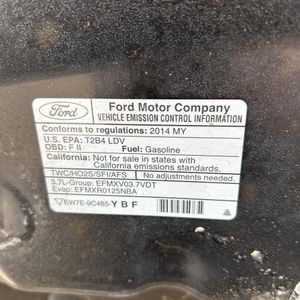 Ford
Ford Motor Company
VEHICLE EMISSION CONTROL INFORMATION
Conforms to regulations: 2014 MY
U.S. EPA: T2B4 LDV
OBD: F II Fuel: Gasoline
California: Not for sale in states with
California emissions standards.
TWC/HO2S/SFI/AFS No adjustments needed.
3.7L-Group: EFMXV03.7VDT
Evap: EFMXR0125NBA
EW7E-9C485-YBF